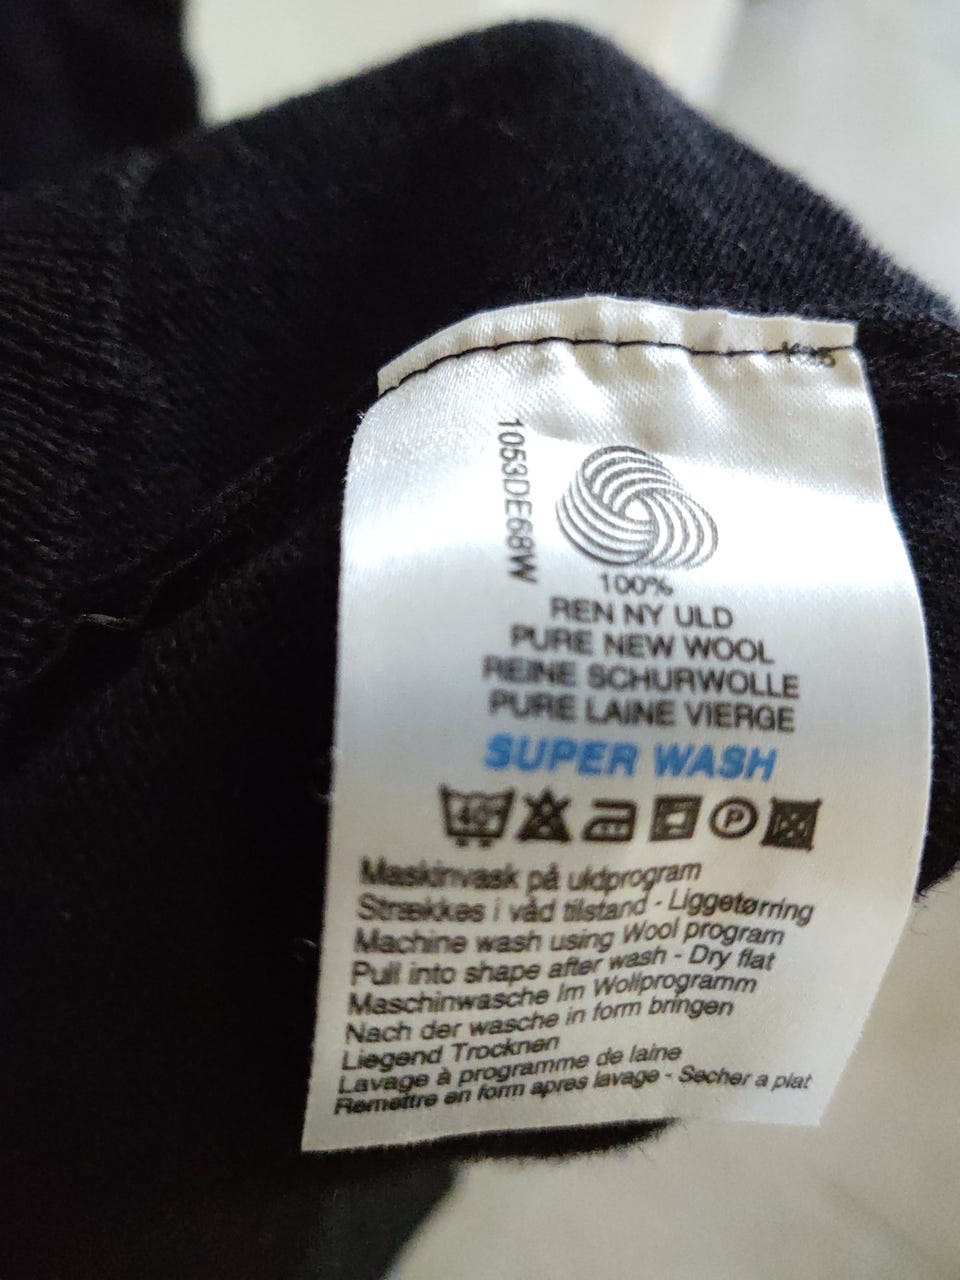 1053DE68W
100%
REN NY ULD
PURE NEW WOOL
REINE SCHURWOLLE
PURE LAINE VIERGE
SUPER WASH
40° P
Maskinvask på uldprogram
Strækkes i våd tilstand - Liggetørring
Machine wash using Wool program
Pull into shape after wash - Dry flat
Maschinwasche Im Wollprogramm
Nach der wasche in form bringen
Liegend Trocknen
Lavage à programme de laine
Remettre en form apres lavage - Secher a plat